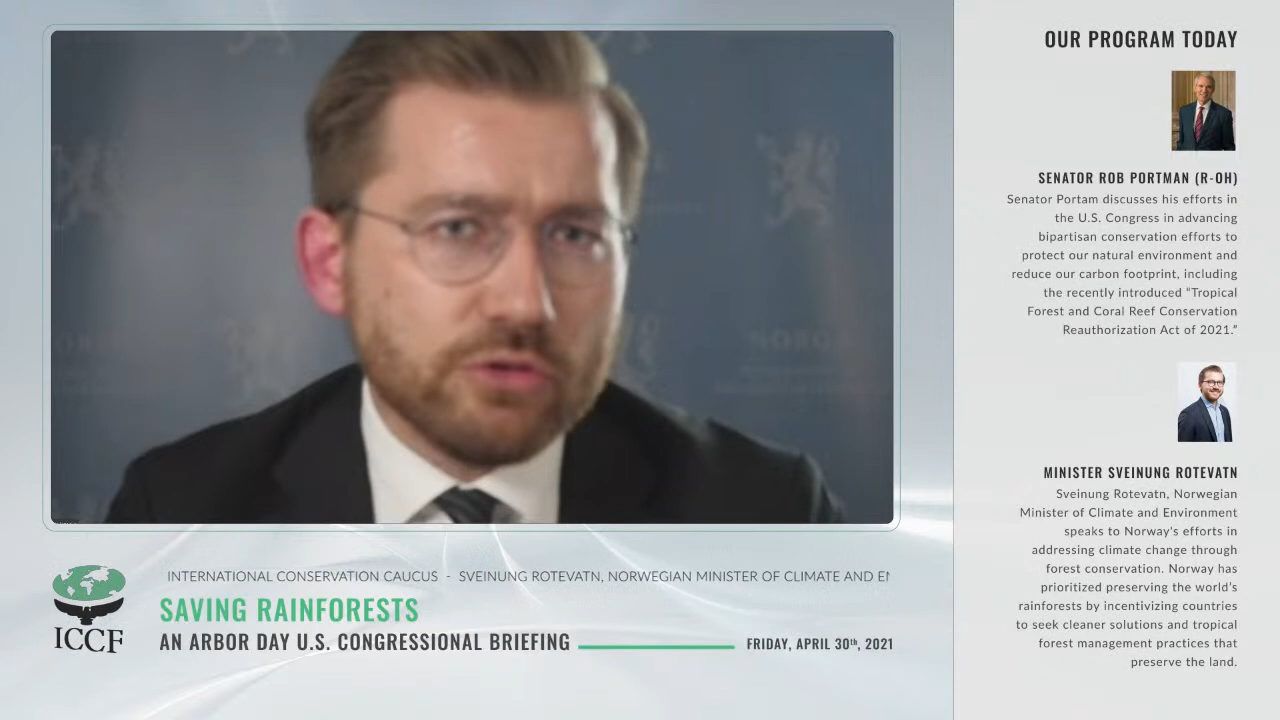 OUR PROGRAM TODAY
SENATOR ROB PORTMAN (R-OH)
Senator Portam discusses his efforts in
the U.S. Congress in advancing
bipartisan conservation efforts to
protect our natural environment and
reduce our carbon footprint, including
the recently introduced “Tropical
Forest and Coral Reef Conservation
Reauthorization Act of 2021.”
MINISTER SVEINUNG ROTEVATN
Sveinung Rotevatn, Norwegian
Minister of Climate and Environment
speaks to Norway's efforts in
addressing climate change through
forest conservation. Norway has
prioritized preserving the world’s
rainforests by incentivizing countries
to seek cleaner solutions and tropical
forest management practices that
preserve the land.
INTERNATIONAL CONSERVATION CAUCUS - SVEINUNG ROTEVATN, NORWEGIAN MINISTER OF CLIMATE AND
SAVING RAINFORESTS
AN ARBOR DAY U.S. CONGRESSIONAL BRIEFING
FRIDAY, APRIL 30th, 2021
ICCF